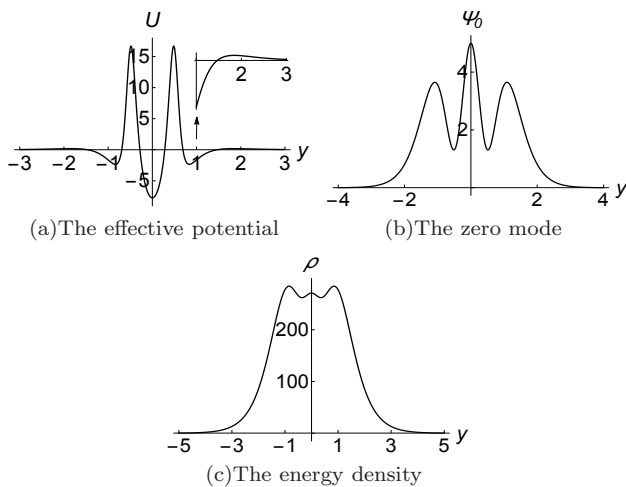 U
15
10
5
-5
-3 -2 -1 1 2 3 y
2 3
(a)The effective potential
Ψ0
4
2
-4 -2 2 4 y
(b)The zero mode
ρ
200
100
-5 -3 -1 1 3 5 y
(c)The energy density